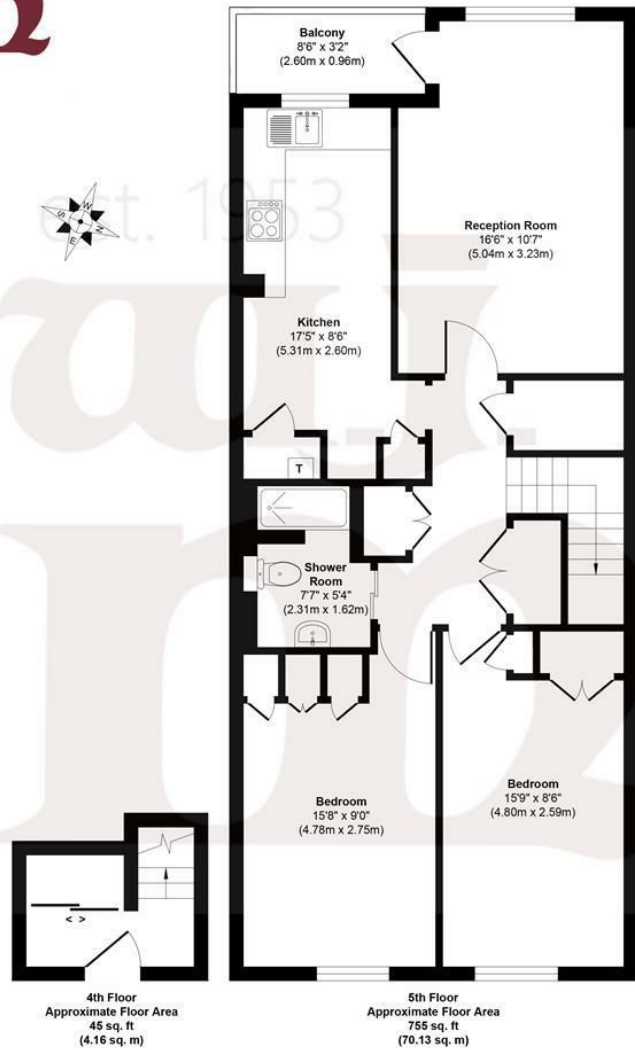 Q
est. 1953
w.j.
Balcony
8'6" x 3'2"
(2.60m x 0.96m)
Reception Room
16'6" x 10'7"
(5.04m x 3.23m)
S
W
E
N
Kitchen
17'5" x 8'6"
(5.31m x 2.60m)
T
Shower
Room
7'7" x 5'4"
(2.31m x 1.62m)
Bedroom
15'8" x 9'0"
(4.78m x 2.75m)
Bedroom
15'9" x 8'6"
(4.80m x 2.59m)
< >
4th Floor
Approximate Floor Area
45 sq. ft
(4.16 sq. m)
5th Floor
Approximate Floor Area
755 sq. ft
(70.13 sq. m)